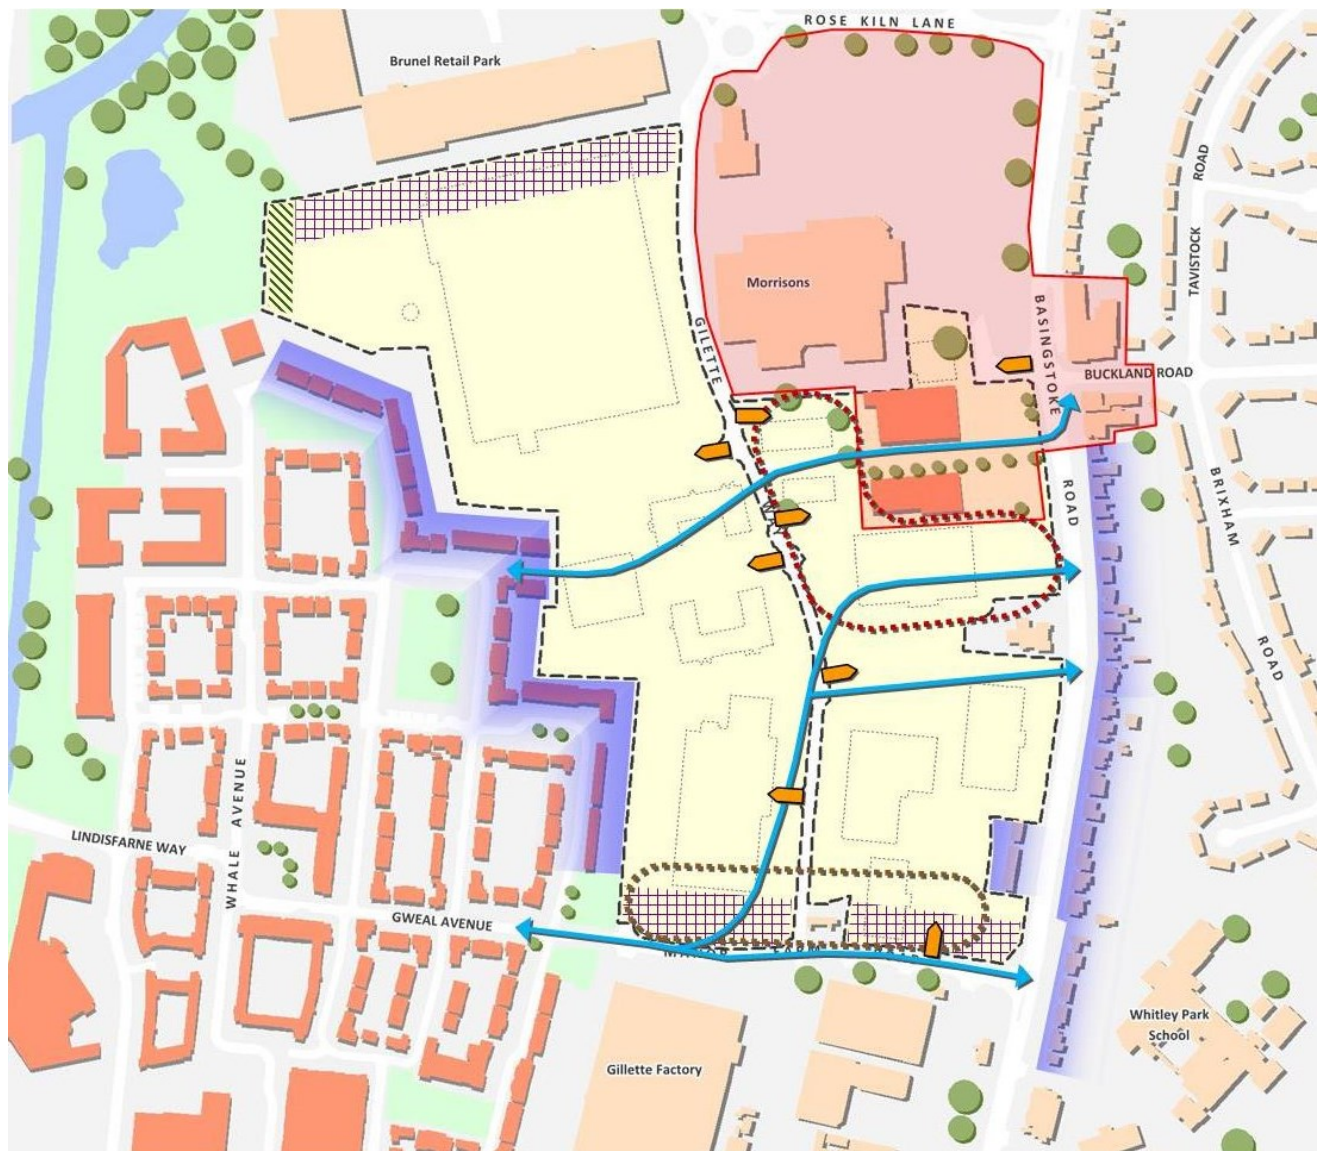 ROSE KILN LANE
Brunel Retail Park
ROAD
TAVISTOCK
Morrisons
GILETTE
BASINGSTOKE
BUCKLAND ROAD
ROAD
BRIXHAM
ROAD
WHALE AVENUE
LINDISFARNE WAY
GWEAL AVENUE
Whitley Park
School
Gillette Factory